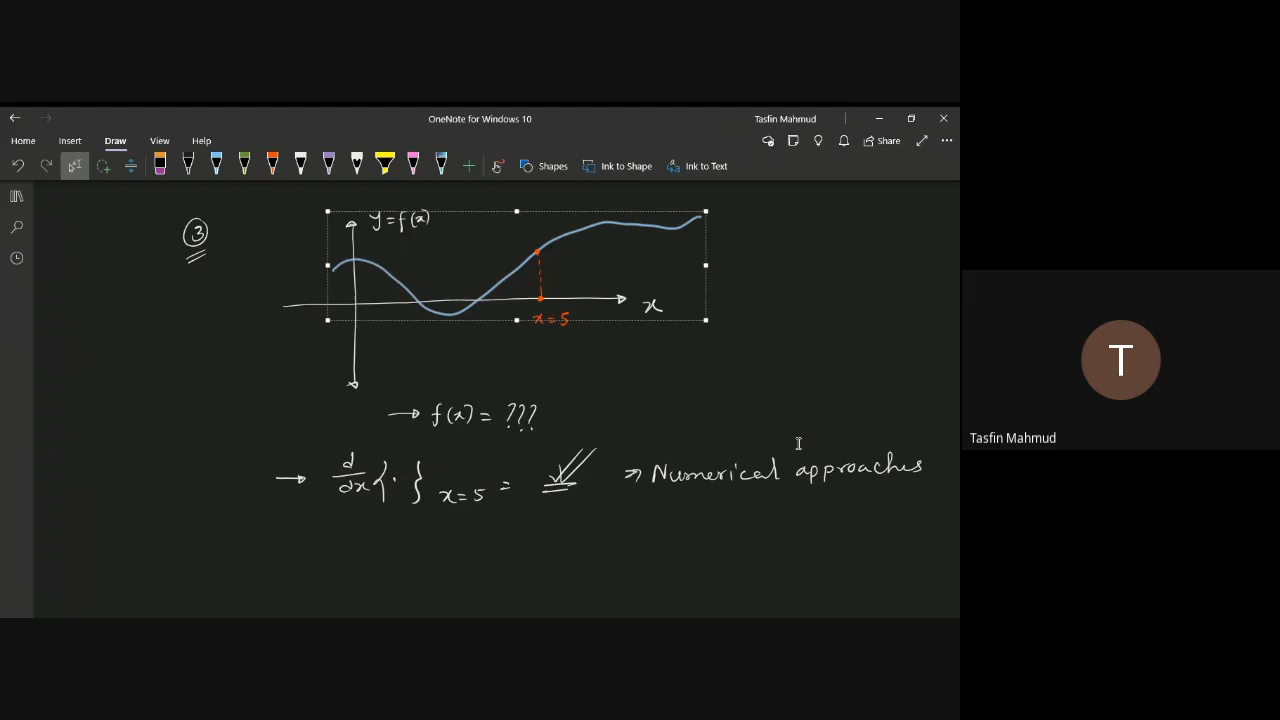 OneNote for Windows 10
Tasfin Mahmud
Home Insert Draw View Help
Share
Shapes Ink to Shape Ink to Text
3
y=f(x)
x
x=5
→ f(x) = ???
→ d/dx {·} x=5 = ✓ ⇒ Numerical approaches
T
Tasfin Mahmud